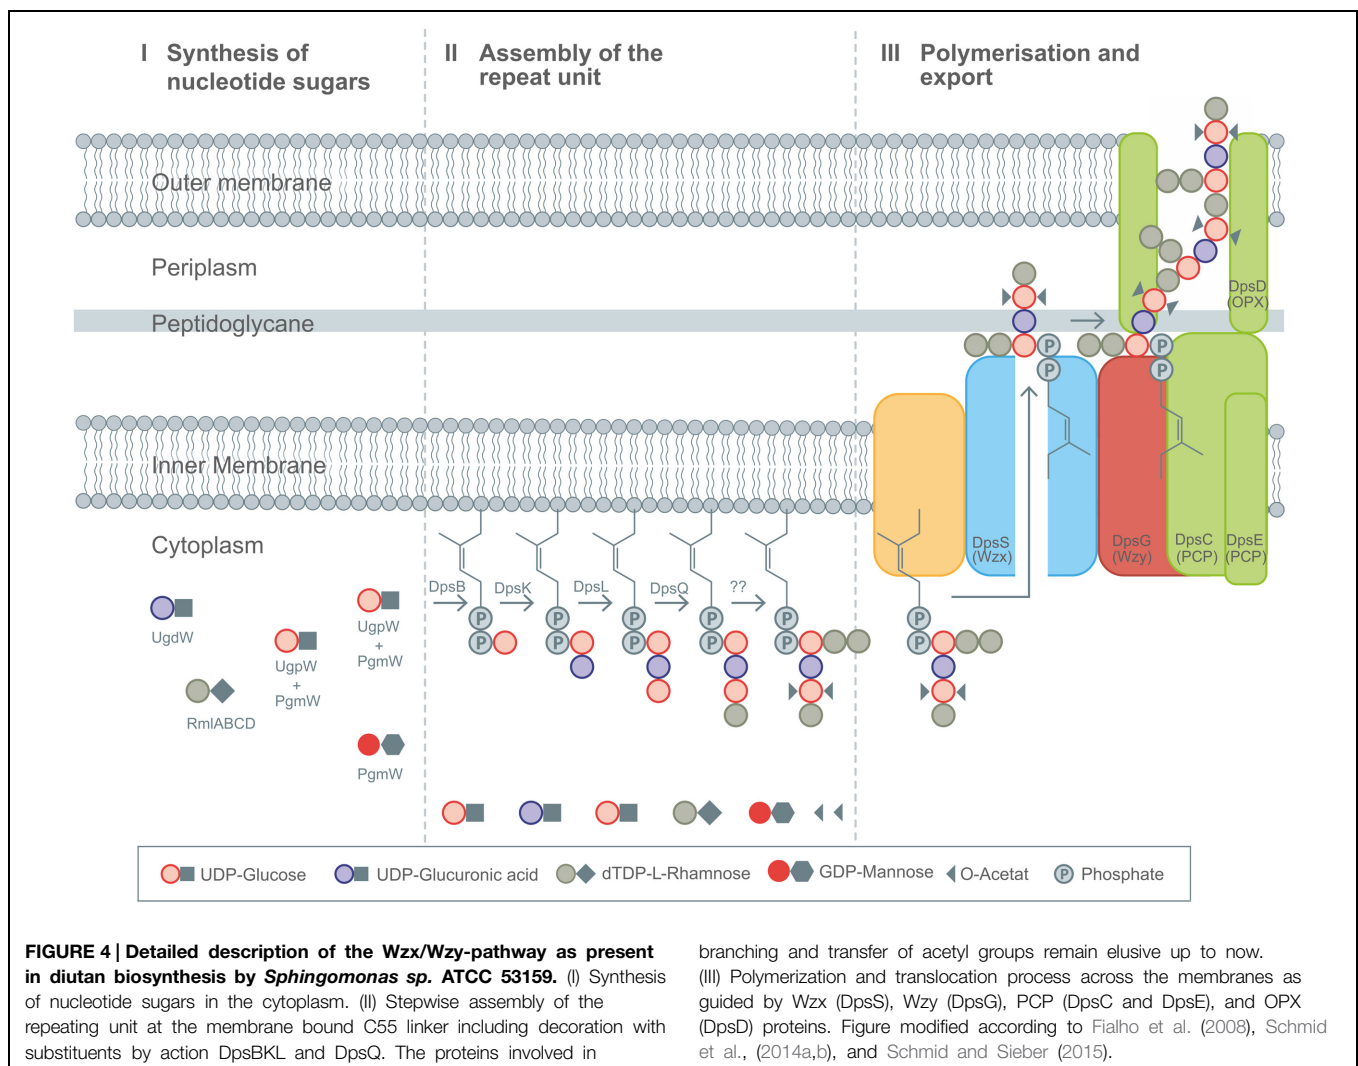 I Synthesis of
nucleotide sugars
II Assembly of the
repeat unit
III Polymerisation and
export
Outer membrane
Periplasm
Peptidoglycane
Inner Membrane
Cytoplasm
DpsD
(OPX)
P
P
P
P
DpsS
(Wzx)
DpsG
(Wzy)
DpsC
(PCP)
DpsE
(PCP)
DpsB
DpsK
DpsL
DpsQ
??
P
P
P
P
P
P
P
P
P
P
P
P
UgdW
UgpW
+
PgmW
UgpW
+
PgmW
RmlABCD
PgmW
UDP-Glucose
UDP-Glucuronic acid
dTDP-L-Rhamnose
GDP-Mannose
O-Acetat
P Phosphate
FIGURE 4 | Detailed description of the Wzx/Wzy-pathway as present
in diutan biosynthesis by Sphingomonas sp. ATCC 53159. (I) Synthesis
of nucleotide sugars in the cytoplasm. (II) Stepwise assembly of the
repeating unit at the membrane bound C55 linker including decoration with
substituents by action DpsBKL and DpsQ. The proteins involved in
branching and transfer of acetyl groups remain elusive up to now.
(III) Polymerization and translocation process across the membranes as
guided by Wzx (DpsS), Wzy (DpsG), PCP (DpsC and DpsE), and OPX
(DpsD) proteins. Figure modified according to Fialho et al. (2008), Schmid
et al., (2014a,b), and Schmid and Sieber (2015).